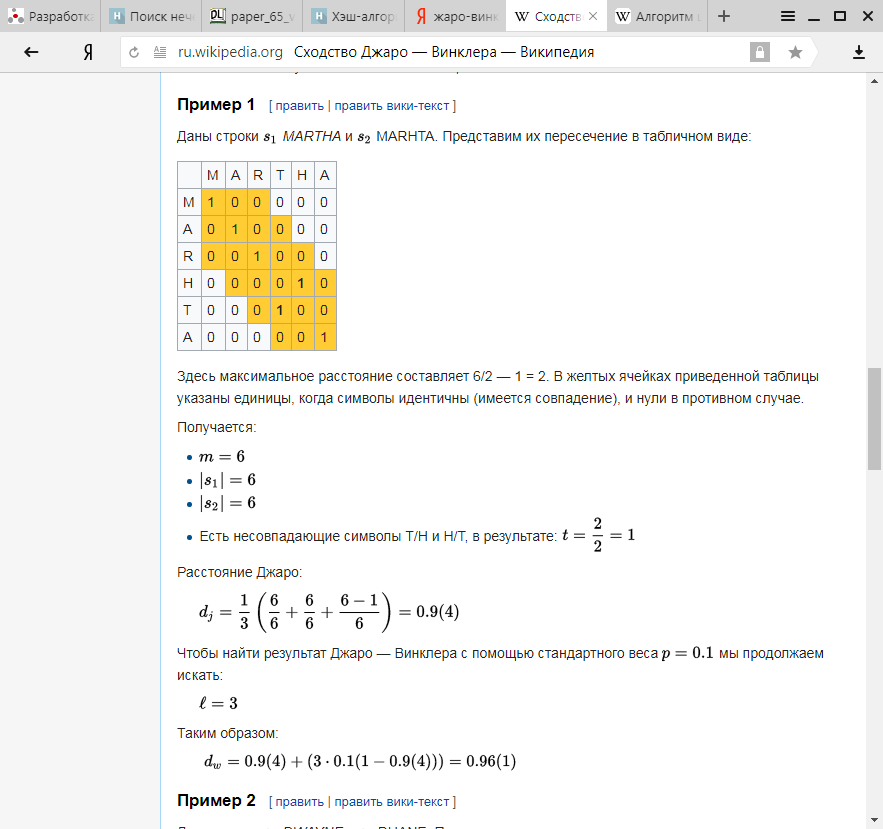 Разработка
Поиск нече
paper_65_v
Хэш-алгор
жаро-винк
Сходств
Алгоритм ш
ru.wikipedia.org Сходство Джаро — Винклера — Википедия
Пример 1 [ править | править вики-текст ]
Даны строки s₁ MARTHA и s₂ MARHTA. Представим их пересечение в табличном виде:
M A R T H A
M 1 0 0 0 0 0
A 0 1 0 0 0 0
R 0 0 1 0 0 0
H 0 0 0 0 1 0
T 0 0 0 1 0 0
A 0 0 0 0 0 1
Здесь максимальное расстояние составляет 6/2 — 1 = 2. В желтых ячейках приведенной таблицы
указаны единицы, когда символы идентичны (имеется совпадение), и нули в противном случае.
Получается:
• m = 6
• |s₁| = 6
• |s₂| = 6
• Есть несовпадающие символы T/H и H/T, в результате: t = 2/2 = 1
Расстояние Джаро:
dⱼ = 1/3 (6/6 + 6/6 + (6 − 1)/6) = 0.9(4)
Чтобы найти результат Джаро — Винклера с помощью стандартного веса p = 0.1 мы продолжаем
искать:
ℓ = 3
Таким образом:
d_w = 0.9(4) + (3 · 0.1(1 − 0.9(4))) = 0.96(1)
Пример 2 [ править | править вики-текст ]